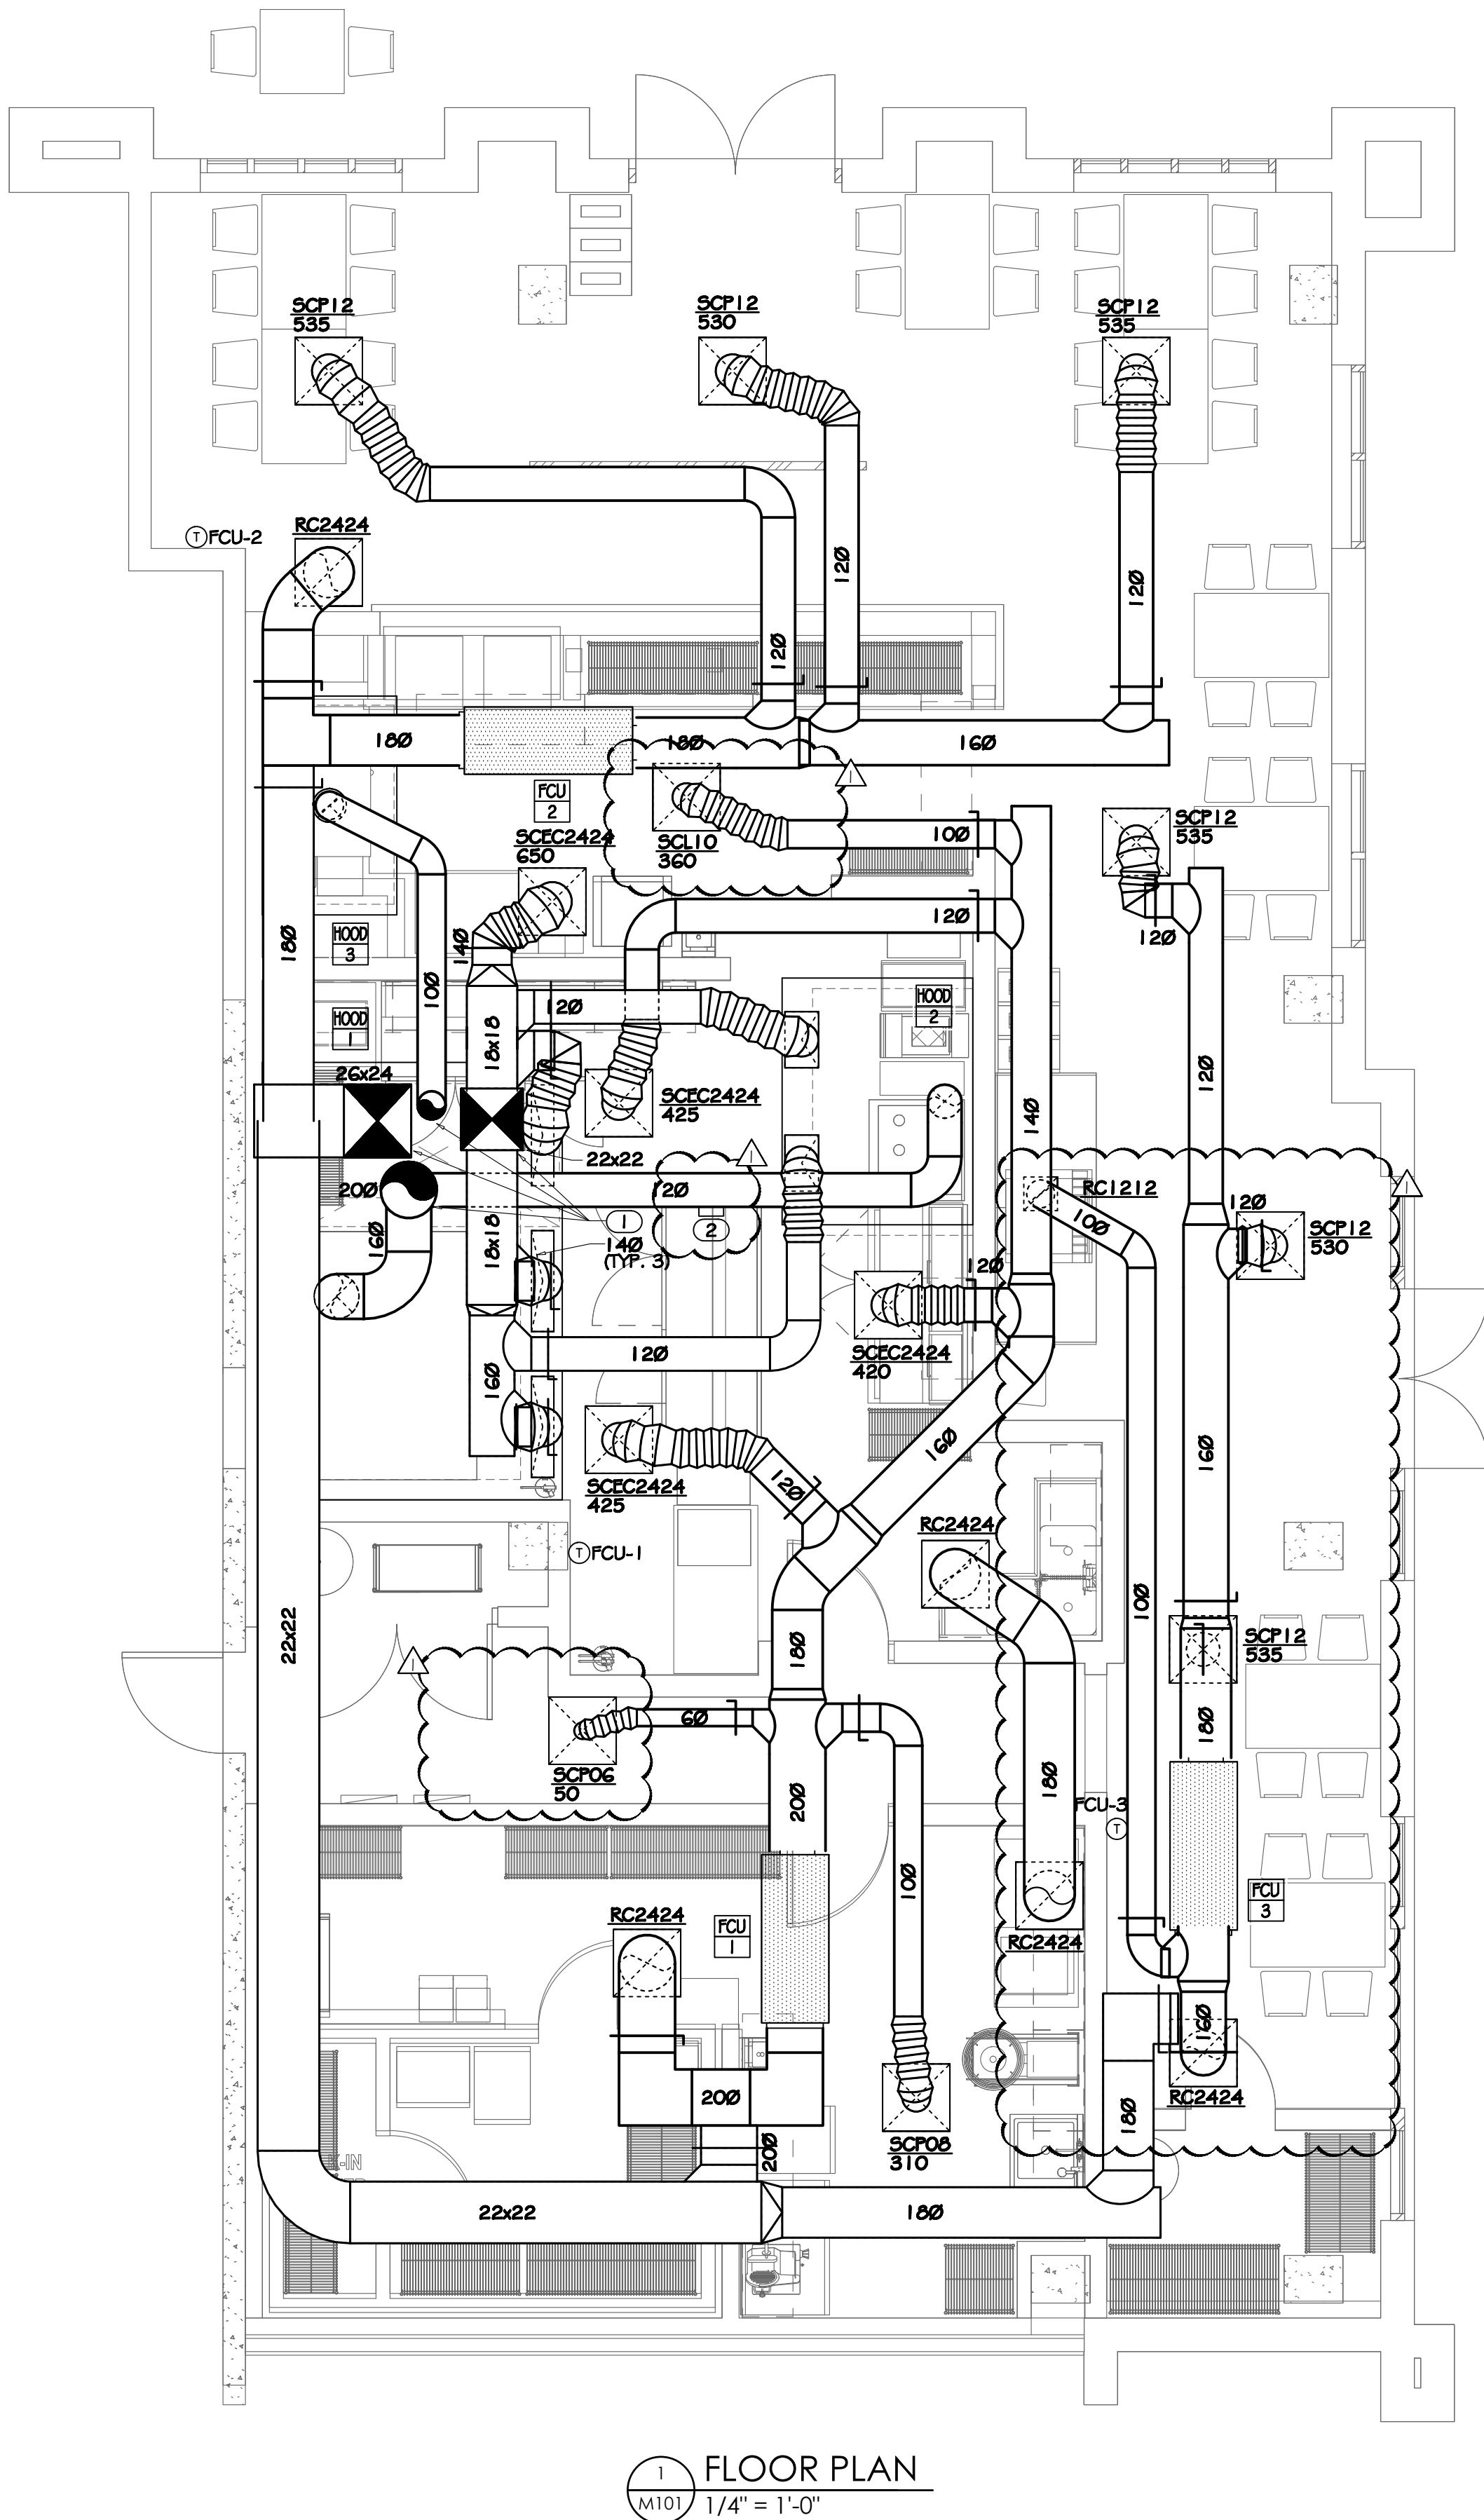 SCP12
535
SCP12
530
SCP12
535
T FCU-2
RC2424
12Ø
12Ø
12Ø
18Ø
18Ø
16Ø
1
FCU
2
SCEC2424
650
SCL10
360
10Ø
SCP12
535
12Ø
12Ø
HOOD
3
18Ø
14Ø
10Ø
HOOD
1
12Ø
18x18
HOOD
2
26x24
SCEC2424
425
14Ø
12Ø
22x22
1
20Ø
12Ø
RC1212
1
12Ø
SCP12
530
16Ø
18x18
1
14Ø
(TYP. 3)
2
10Ø
12Ø
SCEC2424
420
12Ø
16Ø
16Ø
16Ø
SCEC2424
425
12Ø
RC2424
T FCU-1
22x22
10Ø
SCP12
535
18Ø
1
6Ø
18Ø
SCP06
50
20Ø
18Ø
FCU-3
T
10Ø
RC2424
FCU
1
FCU
3
RC2424
16Ø
RC2424
20Ø
18Ø
20Ø
SCP08
310
22x22
18Ø
1
M101
FLOOR PLAN
1/4" = 1'-0"